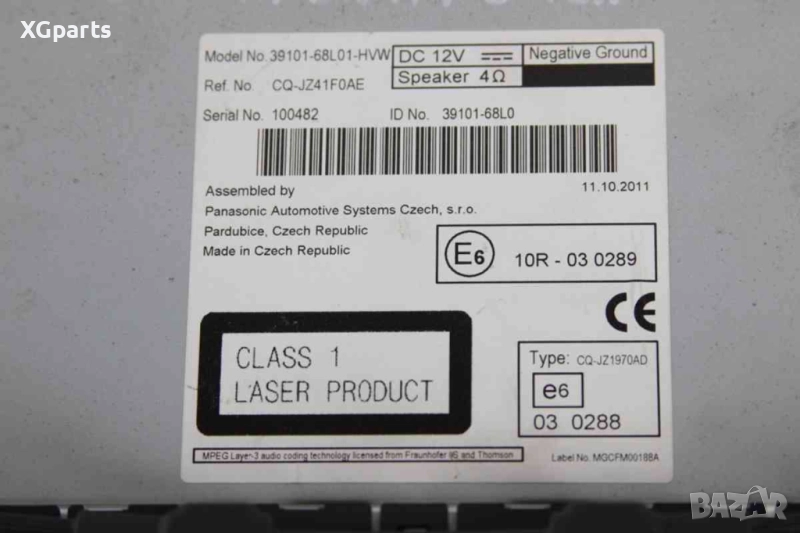 XGparts
Model No. 39101-68L01-HVW
DC 12V
Negative Ground
Speaker 4Ω
Ref. No. CQ-JZ41F0AE
Serial No. 100482 ID No. 39101-68L0
Assembled by
11.10.2011
Panasonic Automotive Systems Czech, s.r.o.
Pardubice, Czech Republic
Made in Czech Republic
E6 10R - 03 0289
CE
CLASS 1
LASER PRODUCT
Type: CQ-JZ1970AD
e6
03 0288
MPEG Layer-3 audio coding technology licensed from Fraunhofer IIS and Thomson
Label No. MGCFM00188A
BAZAR